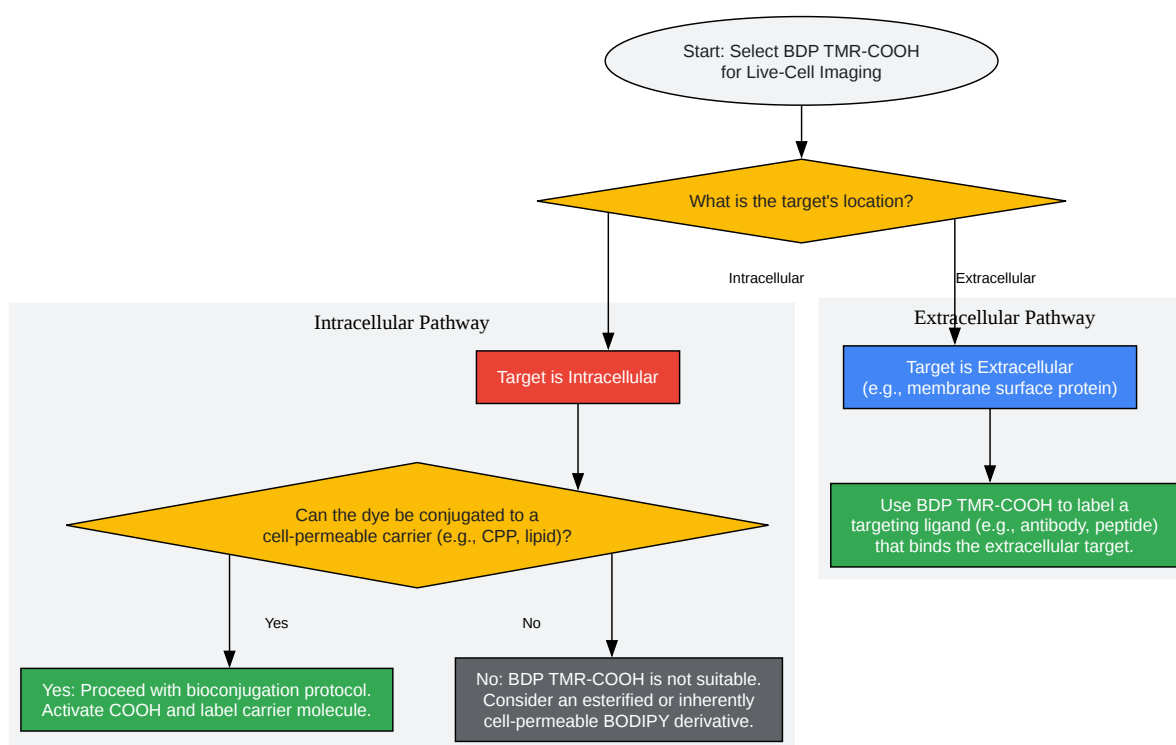 Start: Select BDP TMR-COOH
for Live-Cell Imaging
What is the target's location?
Intracellular
Extracellular
Intracellular Pathway
Extracellular Pathway
Target is Intracellular
Target is Extracellular
(e.g., membrane surface protein)
Can the dye be conjugated to a
cell-permeable carrier (e.g., CPP, lipid)?
Use BDP TMR-COOH to label a
targeting ligand (e.g., antibody, peptide)
that binds the extracellular target.
Yes
No
Yes: Proceed with bioconjugation protocol.
Activate COOH and label carrier molecule.
No: BDP TMR-COOH is not suitable.
Consider an esterified or inherently
cell-permeable BODIPY derivative.